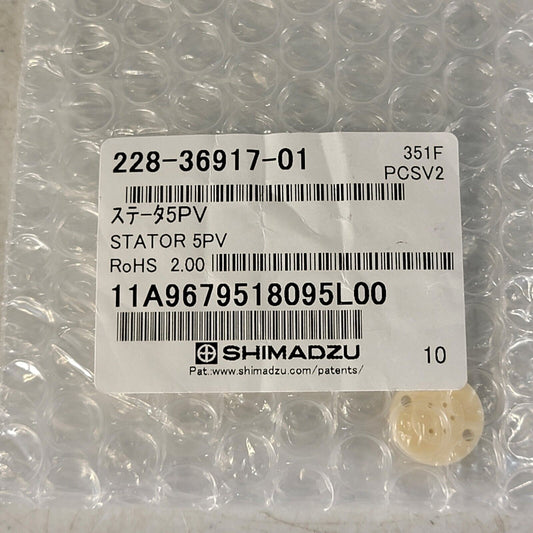 228-36917-01
351F
PCSV2
ステータ5PV
STATOR 5PV
RoHS 2.00
11A9679518095L00
SHIMADZU
10
Pat.:www.shimadzu.com/patents/